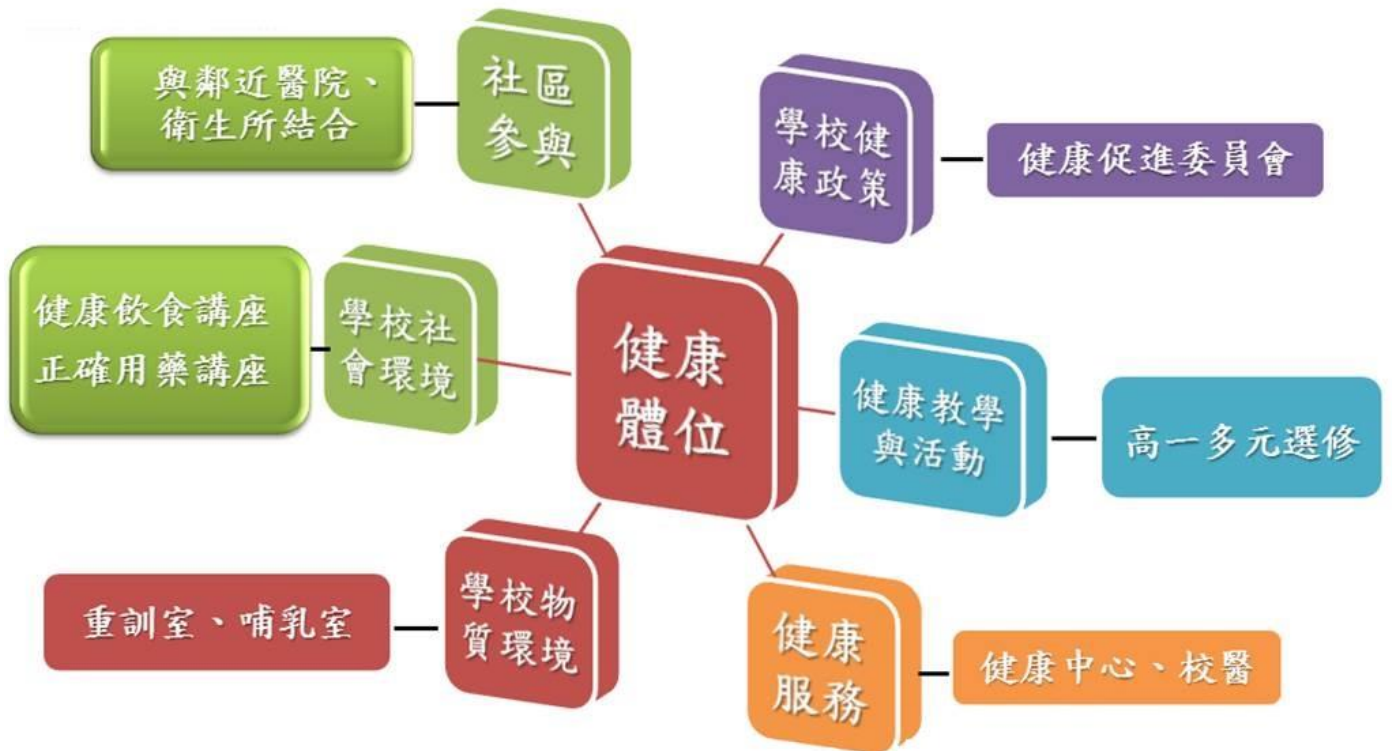 與鄰近醫院、
衛生所結合
社區
參與
學校健
康政策
健康促進委員會
健康飲食講座
正確用藥講座
學校社
會環境
健康
體位
健康教學
與活動
高一多元選修
重訓室、哺乳室
學校物
質環境
健康
服務
健康中心、校醫